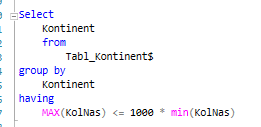 Select
Kontinent
from
Tabl_Kontinent$
group by
Kontinent
having
MAX(KolNas) <= 1000 * min(KolNas)